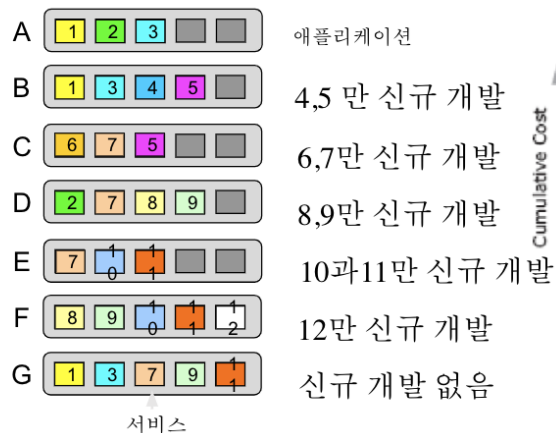 A 1 2 3 애플리케이션
B 1 3 4 5 4,5 만 신규 개발
C 6 7 5 6,7만 신규 개발
D 2 7 8 9 8,9만 신규 개발
E 7 10 11 10과11만 신규 개발
F 8 9 10 11 12 12만 신규 개발
G 1 3 7 9 11 신규 개발 없음
서비스
Cumulative Cost